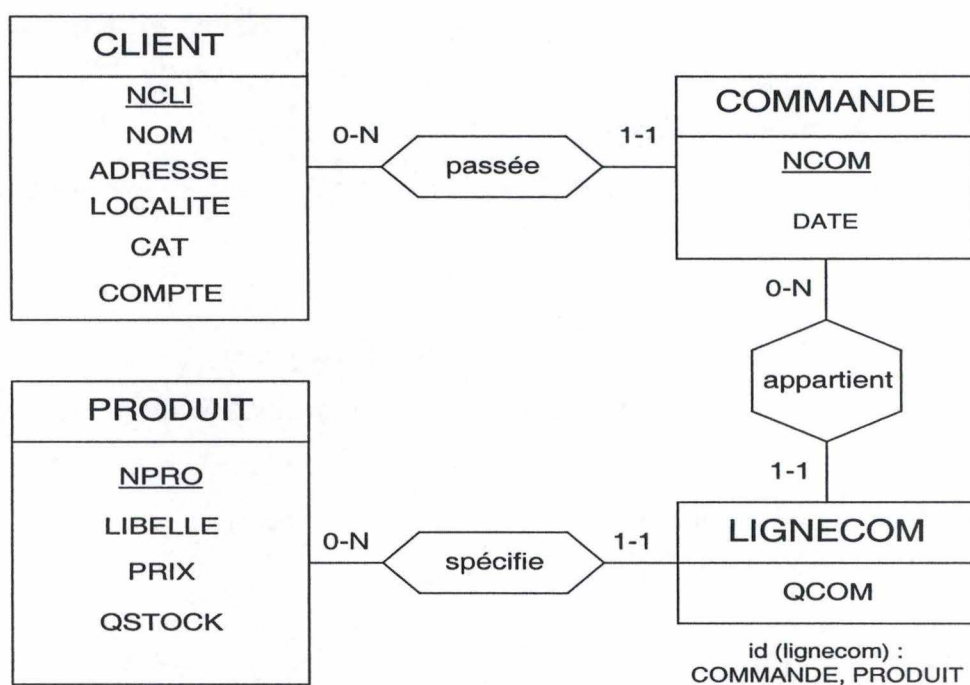 CLIENT
NCLI
NOM
ADRESSE
LOCALITE
CAT
COMPTE
0-N
passée
1-1
COMMANDE
NCOM
DATE
0-N
appartient
1-1
PRODUIT
NPRO
LIBELLE
PRIX
QSTOCK
0-N
spécifie
1-1
LIGNECOM
QCOM
id (lignecom) :
COMMANDE, PRODUIT